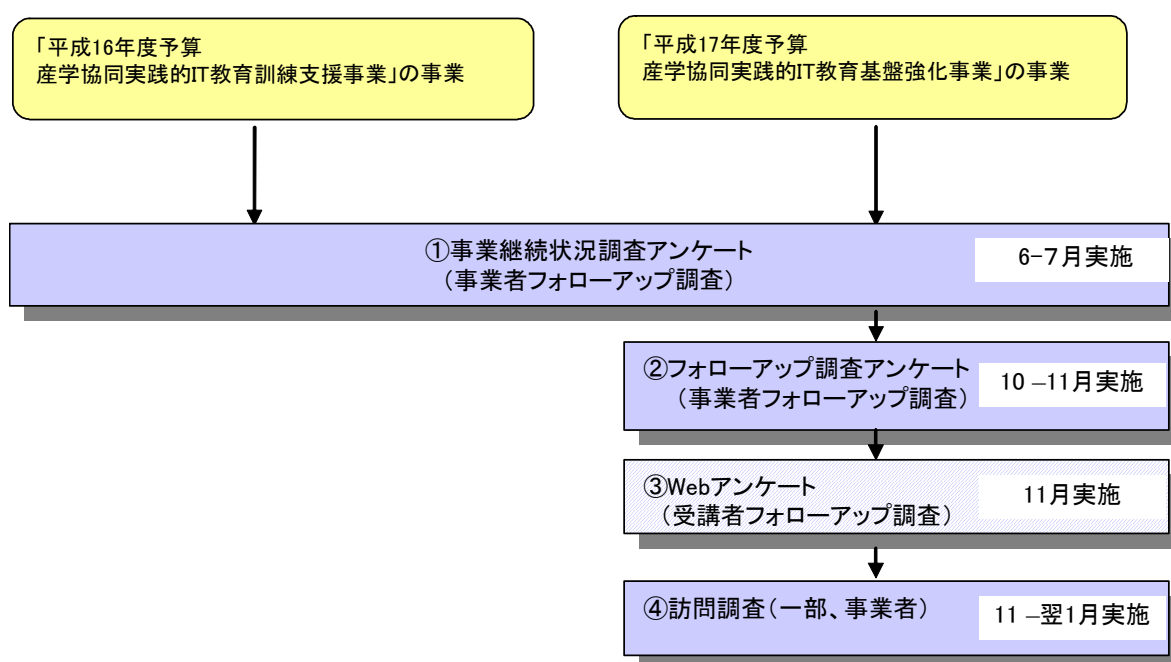 「平成16年度予算
産学協同実践的IT教育訓練支援事業」の事業
「平成17年度予算
産学協同実践的IT教育基盤強化事業」の事業
①事業継続状況調査アンケート
(事業者フォローアップ調査)
6-7月実施
②フォローアップ調査アンケート
(事業者フォローアップ調査)
10 –11月実施
③Webアンケート
(受講者フォローアップ調査)
11月実施
④訪問調査(一部、事業者)
11 –翌1月実施